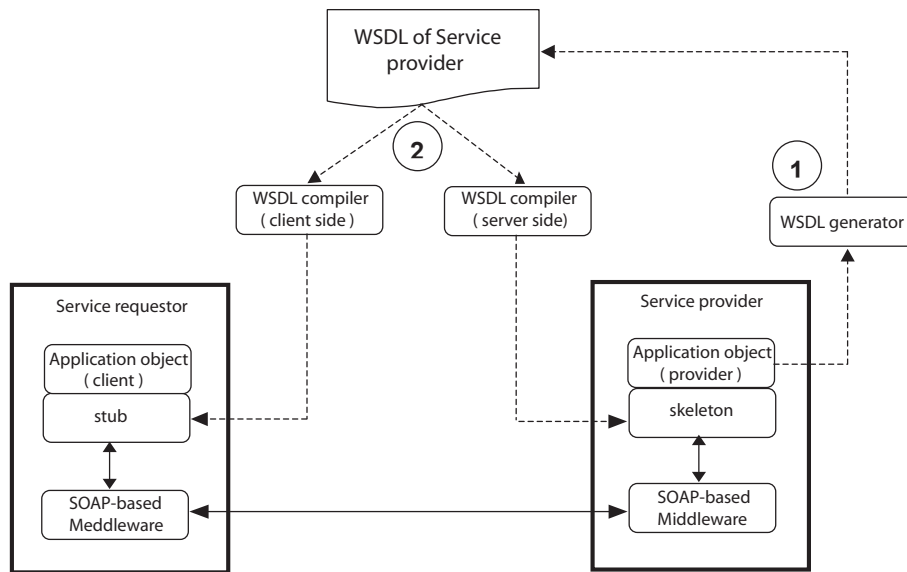 WSDL of Service
provider
2
1
WSDL compiler
( client side )
WSDL compiler
(server side)
WSDL generator
Service requestor
Service provider
Application object
( client )
stub
Application object
( provider )
skeleton
SOAP-based
Meddleware
SOAP-based
Middleware